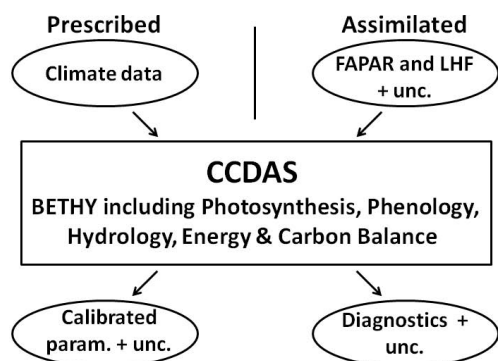 Prescribed
Assimilated
Climate data
FAPAR and LHF
+ unc.
CCDAS
BETHY including Photosynthesis, Phenology,
Hydrology, Energy & Carbon Balance
Calibrated
param. + unc.
Diagnostics +
unc.